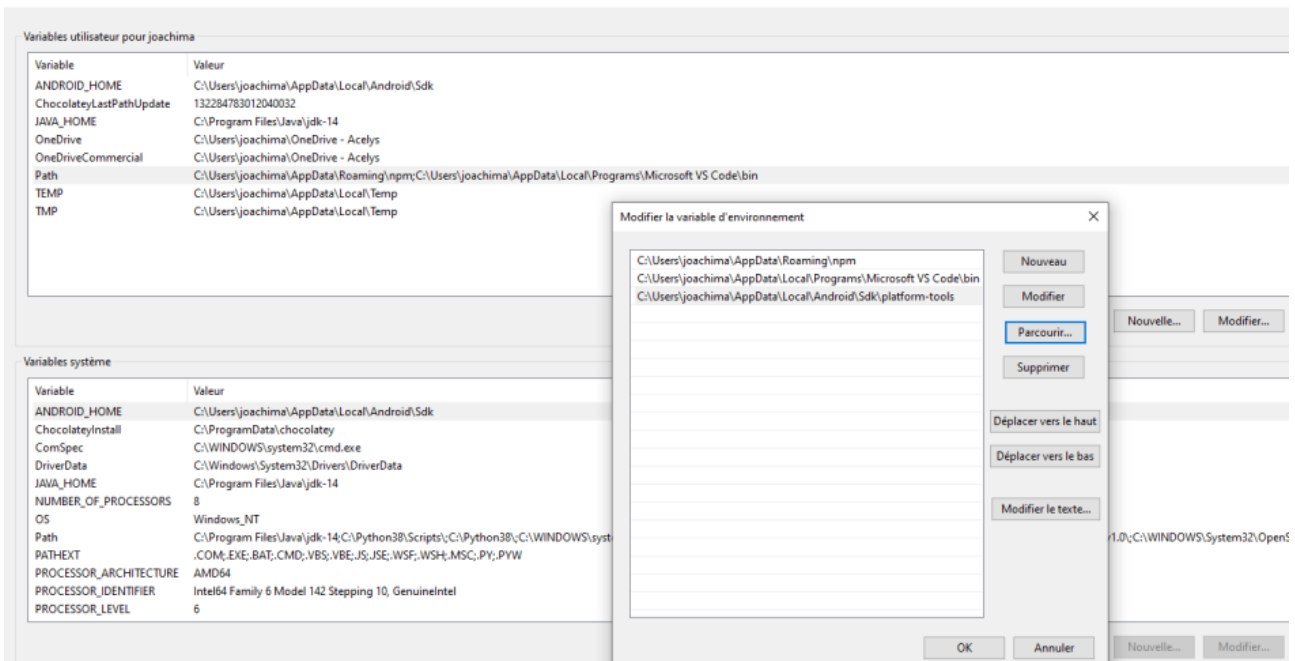 Variables utilisateur pour joachima
Variable Valeur
ANDROID_HOME C:\Users\joachima\AppData\Local\Android\Sdk
ChocolateyLastPathUpdate 132284783012040032
JAVA_HOME C:\Program Files\Java\jdk-14
OneDrive C:\Users\joachima\OneDrive - Acelys
OneDriveCommercial C:\Users\joachima\OneDrive - Acelys
Path C:\Users\joachima\AppData\Roaming\npm;C:\Users\joachima\AppData\Local\Programs\Microsoft VS Code\bin
TEMP C:\Users\joachima\AppData\Local\Temp
TMP C:\Users\joachima\AppData\Local\Temp
Modifier la variable d'environnement
C:\Users\joachima\AppData\Roaming\npm
C:\Users\joachima\AppData\Local\Programs\Microsoft VS Code\bin
C:\Users\joachima\AppData\Local\Android\Sdk\platform-tools
Nouveau
Modifier
Parcourir...
Supprimer
Déplacer vers le haut
Déplacer vers le bas
Modifier le texte...
OK Annuler
Nouvelle... Modifier...
Variables système
Variable Valeur
ANDROID_HOME C:\Users\joachima\AppData\Local\Android\Sdk
ChocolateyInstall C:\ProgramData\chocolatey
ComSpec C:\WINDOWS\system32\cmd.exe
DriverData C:\Windows\System32\Drivers\DriverData
JAVA_HOME C:\Program Files\Java\jdk-14
NUMBER_OF_PROCESSORS 8
OS Windows_NT
Path C:\Program Files\Java\jdk-14;C:\Python38\Scripts\;C:\Python38\;C:\WINDOWS\syst 1.0\;C:\WINDOWS\System32\OpenS
PATHEXT .COM;.EXE;.BAT;.CMD;.VBS;.VBE;.JS;.JSE;.WSF;.WSH;.MSC;.PY;.PYW
PROCESSOR_ARCHITECTURE AMD64
PROCESSOR_IDENTIFIER Intel64 Family 6 Model 142 Stepping 10, GenuineIntel
PROCESSOR_LEVEL 6
Nouvelle... Modifier...